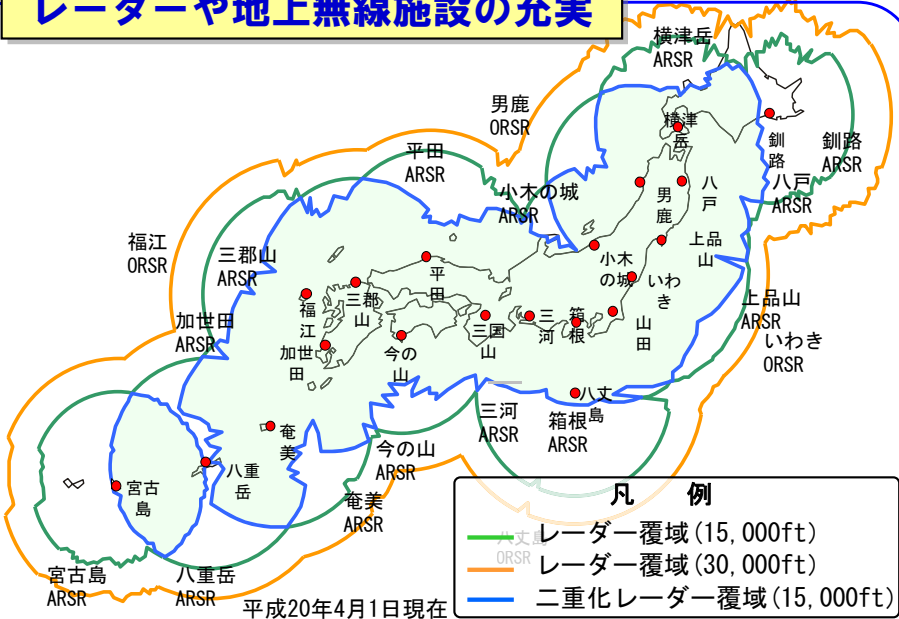 レーダーや地上無線施設の充実
横津岳
ARSR
男鹿
ORSR
平田
ARSR
小木の城
ARSR
釧路
ARSR
八戸
ARSR
福江
ORSR
三郡山
ARSR
加世田
ARSR
上品山
ARSR
いわき
ORSR
横津
岳
釧
路
男
鹿
八
戸
上品
山
小木
の城
いわ
き
山
田
平
田
三郡
山
福
江
加世
田
今の
山
三国
山
三
河
箱
根
八丈
島
奄
美
八重
岳
宮古
島
三河
ARSR
箱根
ARSR
今の山
ARSR
奄美
ARSR
宮古島
ARSR
八重岳
ARSR
八丈島
ORSR
平成20年4月1日現在
凡 例
レーダー覆域(15,000ft)
レーダー覆域(30,000ft)
二重化レーダー覆域(15,000ft)